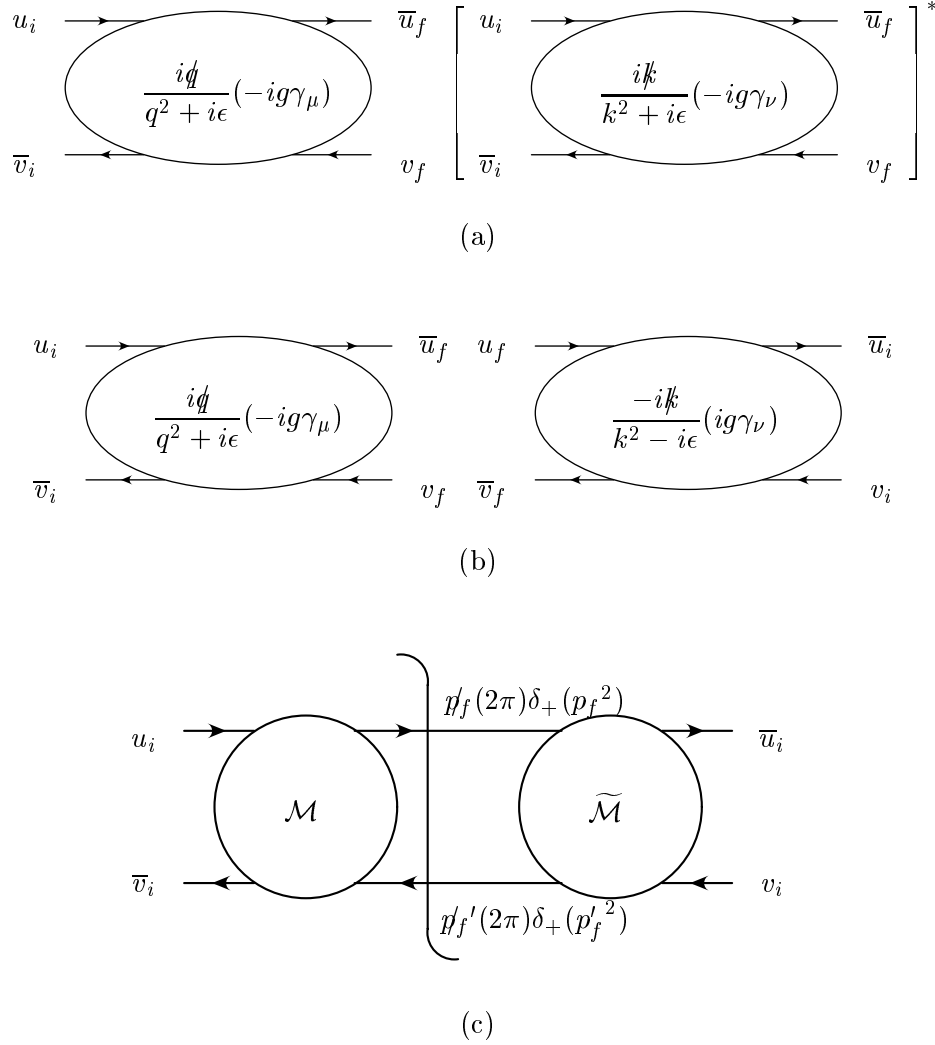 u_i \overline{u}_f [ u_i \overline{u}_f ]^*
\frac{i\not{q}}{q^2 + i\epsilon}(-ig\gamma_\mu) \frac{i\not{k}}{k^2 + i\epsilon}(-ig\gamma_\nu)
\overline{v}_i v_f \overline{v}_i v_f
(a)
u_i \overline{u}_f u_f \overline{u}_i
\frac{i\not{q}}{q^2 + i\epsilon}(-ig\gamma_\mu) \frac{-i\not{k}}{k^2 - i\epsilon}(ig\gamma_\nu)
\overline{v}_i v_f \overline{v}_f v_i
(b)
\not{p}_f(2\pi)\delta_+({p_f}^2)
u_i \overline{u}_i
\mathcal{M} \widetilde{\mathcal{M}}
\overline{v}_i v_i
\not{p}_f'(2\pi)\delta_+({p_f'}^2)
(c)